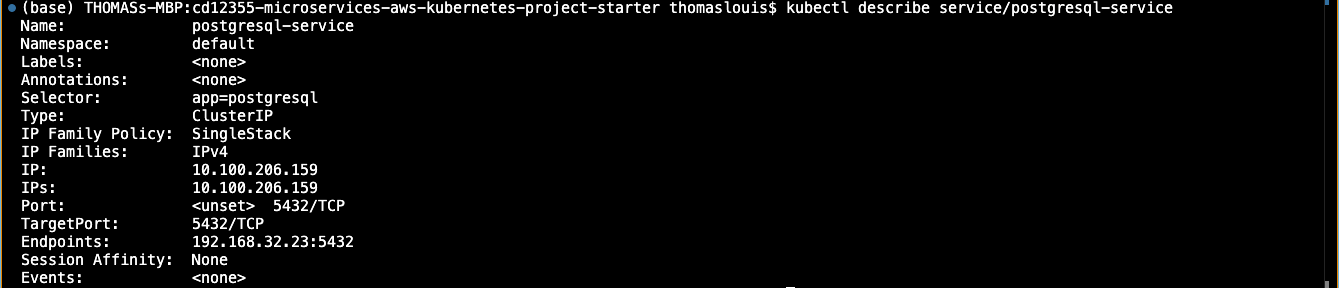 (base) THOMASs-MBP:cd12355-microservices-aws-kubernetes-project-starter thomaslouis$ kubectl describe service/postgresql-service
Name:              postgresql-service
Namespace:         default
Labels:            <none>
Annotations:       <none>
Selector:          app=postgresql
Type:              ClusterIP
IP Family Policy:  SingleStack
IP Families:       IPv4
IP:                10.100.206.159
IPs:               10.100.206.159
Port:              <unset>  5432/TCP
TargetPort:        5432/TCP
Endpoints:         192.168.32.23:5432
Session Affinity:  None
Events:            <none>